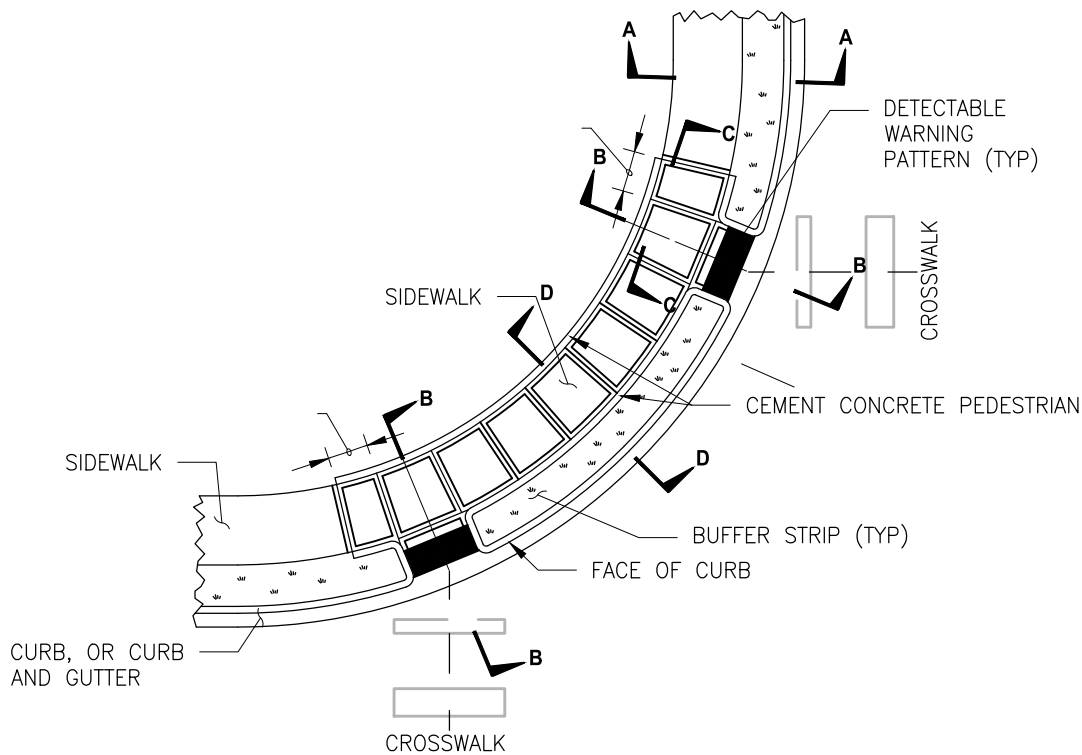 A
A
DETECTABLE
WARNING
PATTERN (TYP)
C
B
CROSSWALK
B
SIDEWALK
D
C
B
CEMENT CONCRETE PEDESTRIAN
SIDEWALK
D
BUFFER STRIP (TYP)
FACE OF CURB
CURB, OR CURB
AND GUTTER
B
CROSSWALK